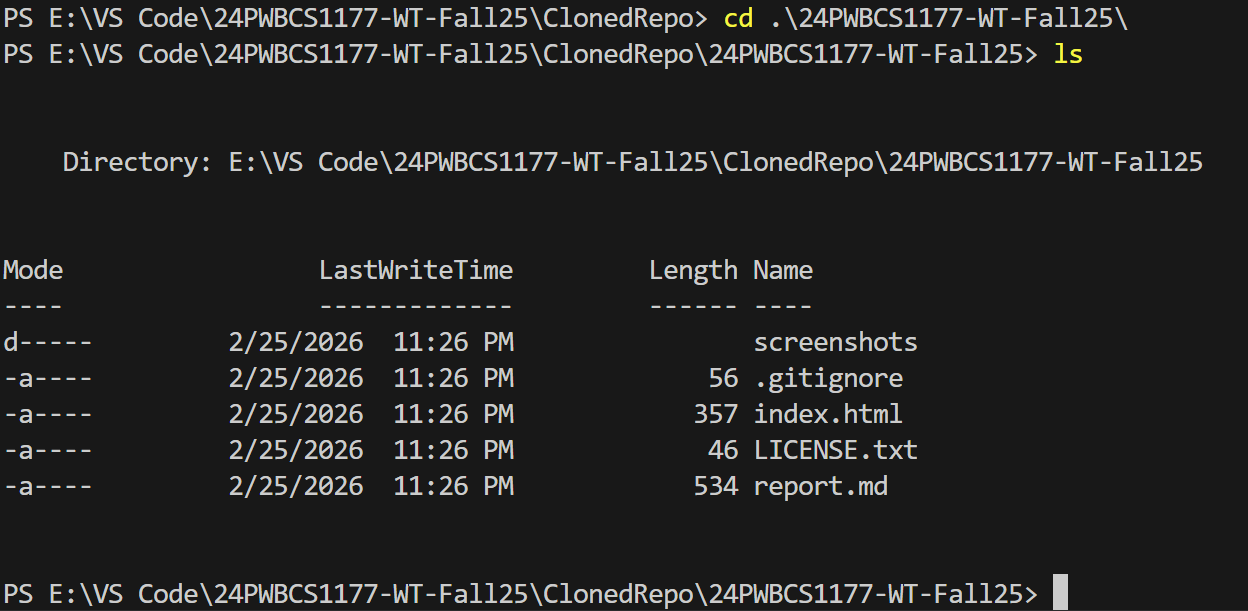 PS E:\VS Code\24PWBCS1177-WT-Fall25\ClonedRepo> cd .\24PWBCS1177-WT-Fall25\
PS E:\VS Code\24PWBCS1177-WT-Fall25\ClonedRepo\24PWBCS1177-WT-Fall25> ls
Directory: E:\VS Code\24PWBCS1177-WT-Fall25\ClonedRepo\24PWBCS1177-WT-Fall25
Mode                 LastWriteTime         Length Name
----                 -------------         ------ ----
d-----         2/25/2026  11:26 PM                screenshots
-a----         2/25/2026  11:26 PM             56 .gitignore
-a----         2/25/2026  11:26 PM            357 index.html
-a----         2/25/2026  11:26 PM             46 LICENSE.txt
-a----         2/25/2026  11:26 PM            534 report.md
PS E:\VS Code\24PWBCS1177-WT-Fall25\ClonedRepo\24PWBCS1177-WT-Fall25>